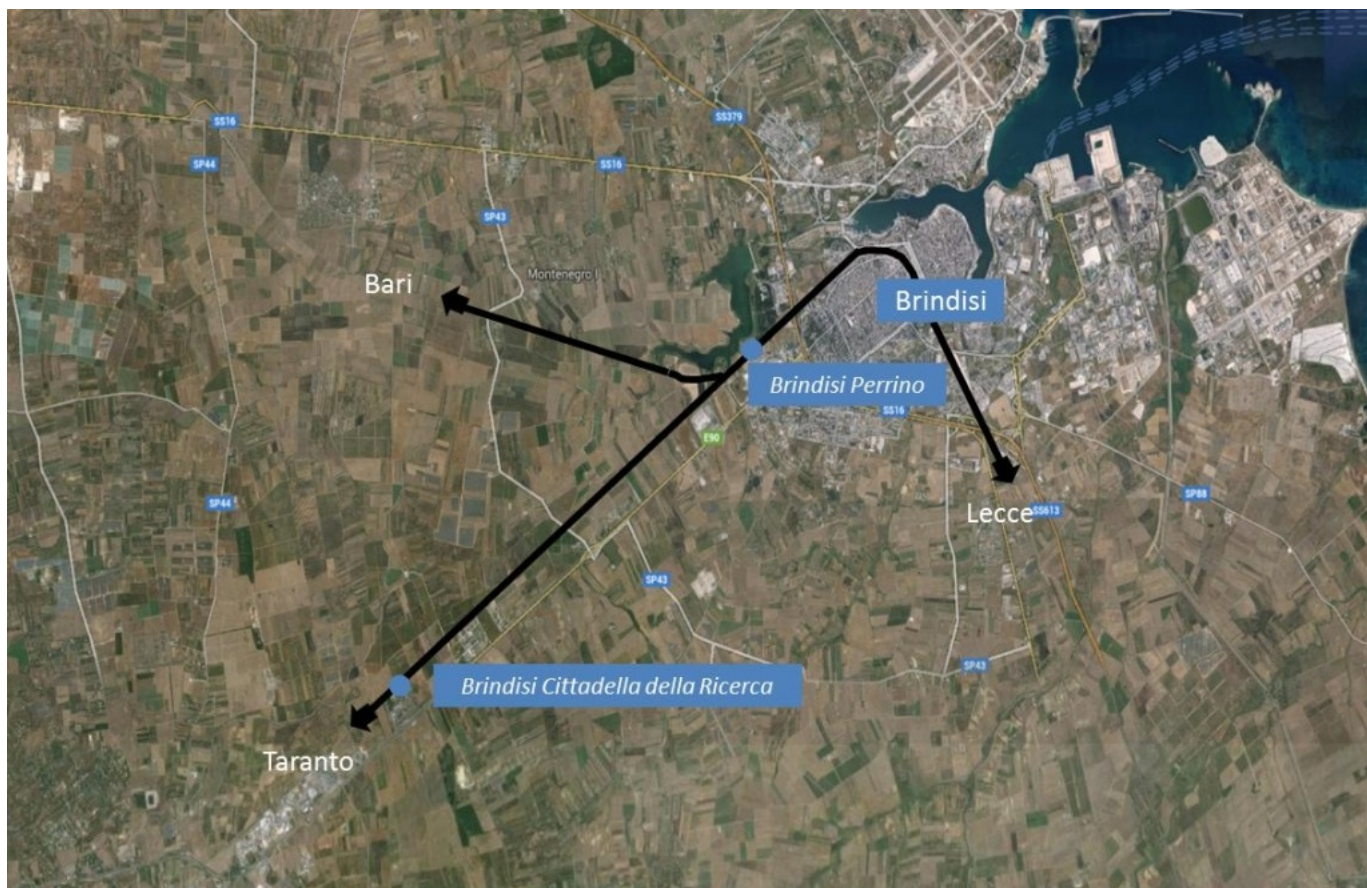 SS16
SP44
SS379
SS16
SP43
Montenegro I
Bari
Brindisi
Brindisi Perrino
SS16
E90
SP44
SP88
Lecce
SS613
SP43
SP43
Brindisi Cittadella della Ricerca
Taranto